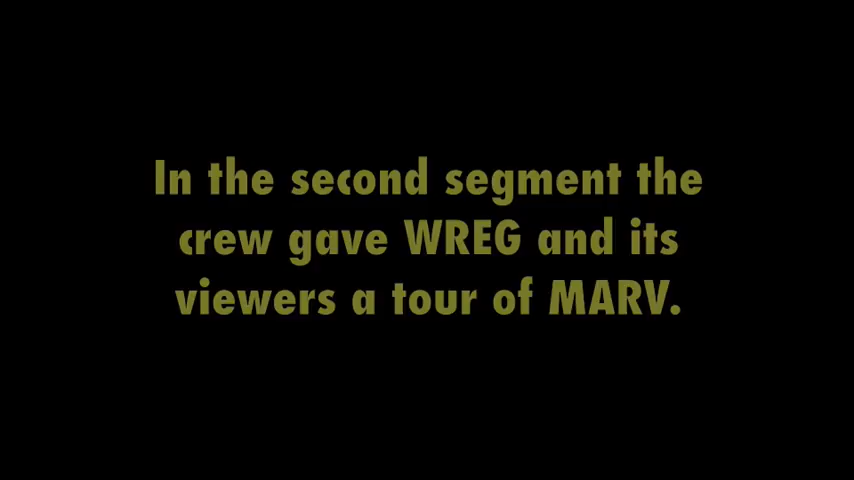 In the second segment the
crew gave WREG and its
viewers a tour of MARV.